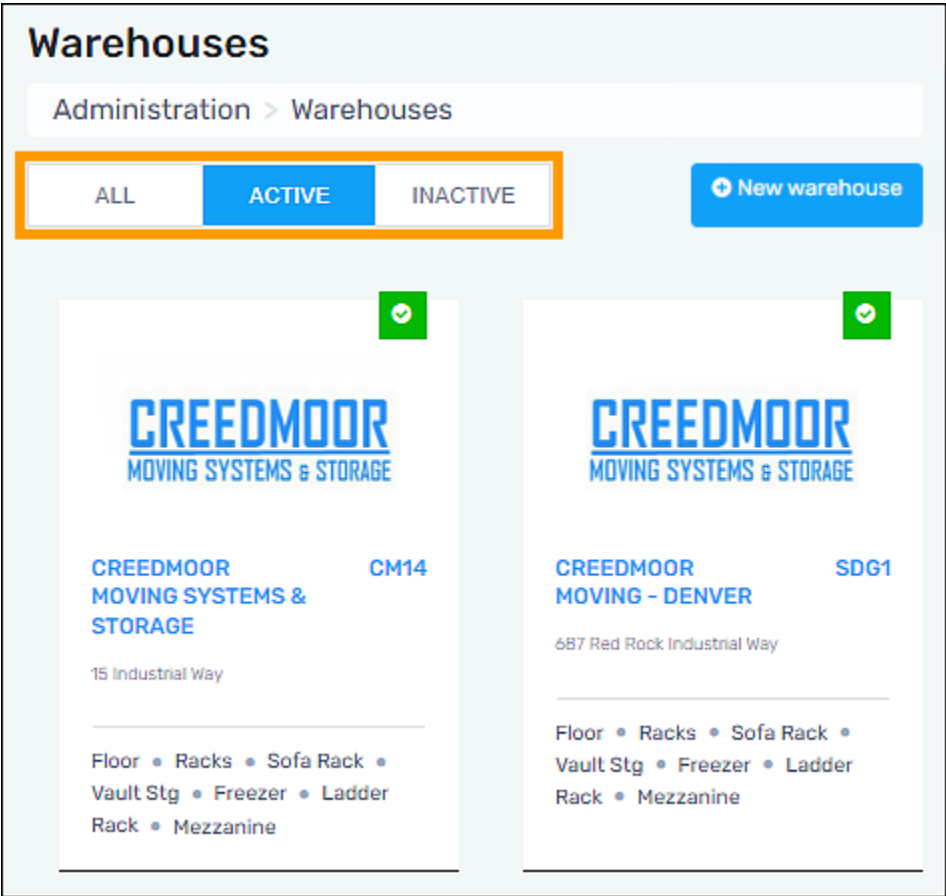 Warehouses
Administration > Warehouses
ALL ACTIVE INACTIVE New warehouse
CREEDMOOR
MOVING SYSTEMS & STORAGE
CREEDMOOR CM14
MOVING SYSTEMS &
STORAGE
15 Industrial Way
Floor • Racks • Sofa Rack •
Vault Stg • Freezer • Ladder
Rack • Mezzanine
CREEDMOOR
MOVING SYSTEMS & STORAGE
CREEDMOOR SDG1
MOVING - DENVER
687 Red Rock Industrial Way
Floor • Racks • Sofa Rack •
Vault Stg • Freezer • Ladder
Rack • Mezzanine